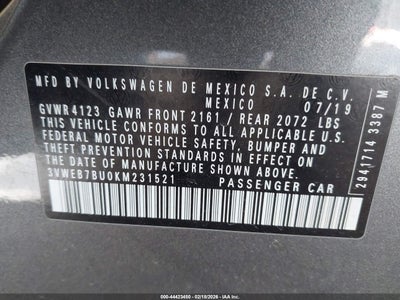 MFD BY VOLKSWAGEN DE MEXICO S.A. DE C.V.
MEXICO 07/19
GVWR4123 GAWR FRONT 2161 / REAR 2072 LBS
THIS VEHICLE CONFORMS TO ALL APPLICABLE U.S.
FEDERAL MOTOR VEHICLE SAFETY, BUMPER, AND
THEFT PREVENTION STANDARDS IN EFFECT ON THE
DATE OF MANUFACTURE SHOWN ABOVE.
3VWEB7BU0KM231521 PASSENGER CAR
2941714 3387 M
000-44423450 - 02/18/2026 - IAAI.COM